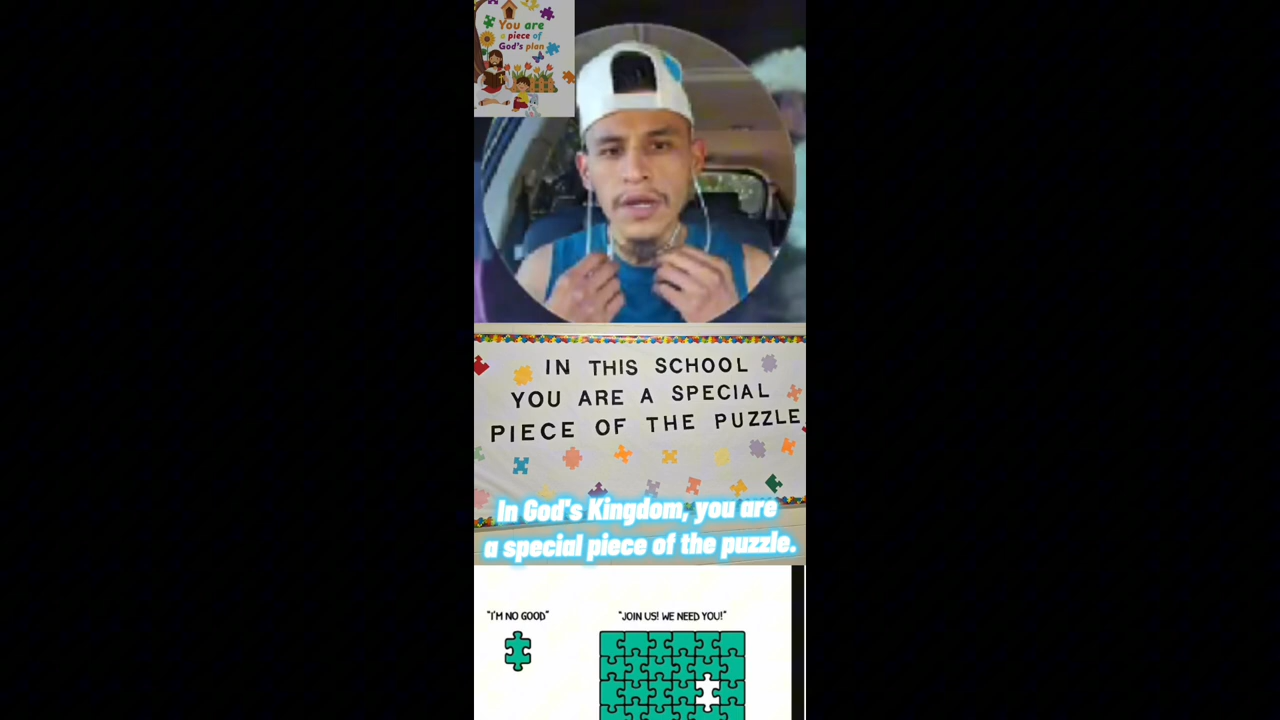 You are
a piece of
God's plan
IN THIS SCHOOL
YOU ARE A SPECIAL
PIECE OF THE PUZZLE
In God's Kingdom, you are
a special piece of the puzzle.
"I'M NO GOOD"
"JOIN US! WE NEED YOU!"